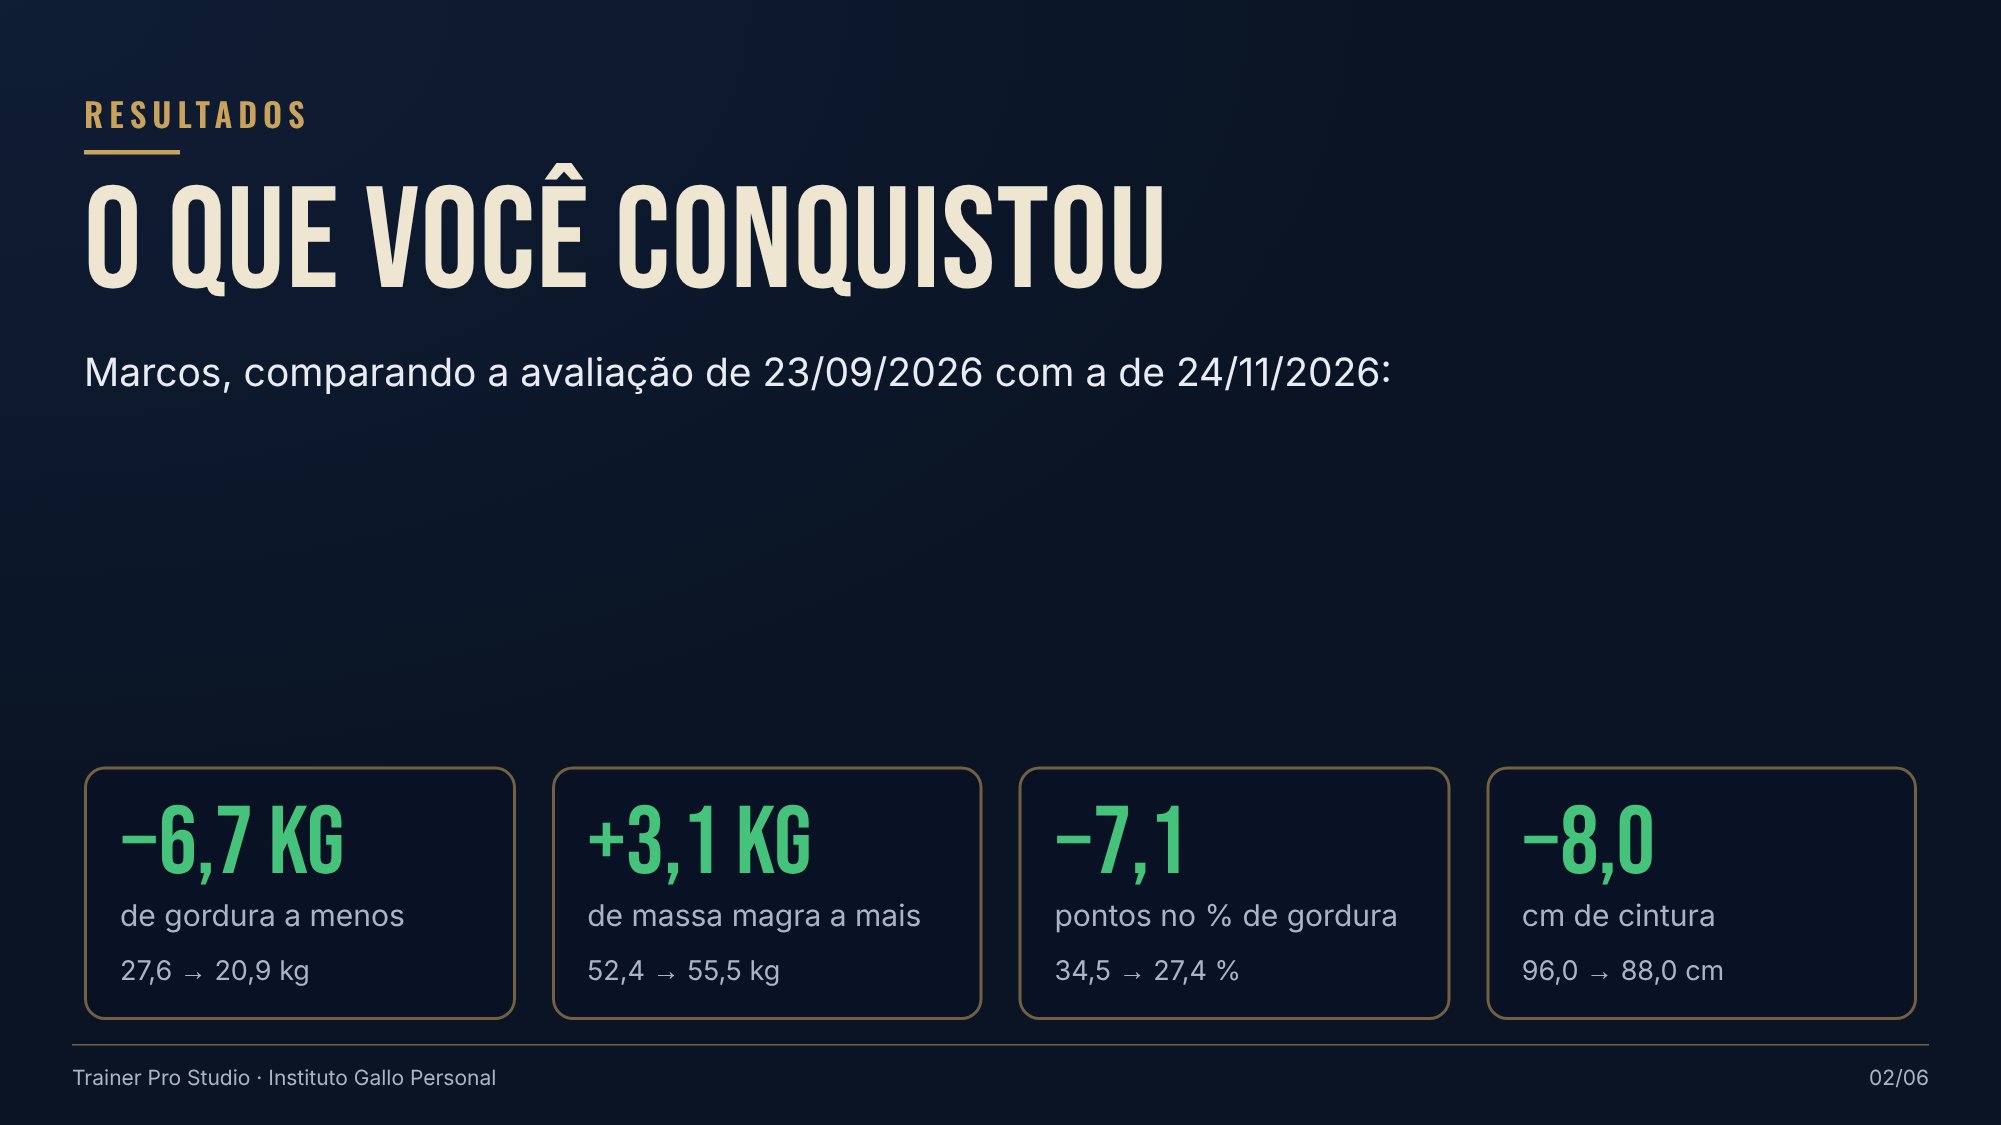 RESULTADOS
O QUE VOCÊ CONQUISTOU
Marcos, comparando a avaliação de 23/09/2026 com a de 24/11/2026:
−6,7 KG
de gordura a menos
27,6 → 20,9 kg
+3,1 KG
de massa magra a mais
52,4 → 55,5 kg
−7,1
pontos no % de gordura
34,5 → 27,4 %
−8,0
cm de cintura
96,0 → 88,0 cm
Trainer Pro Studio · Instituto Gallo Personal
02/06